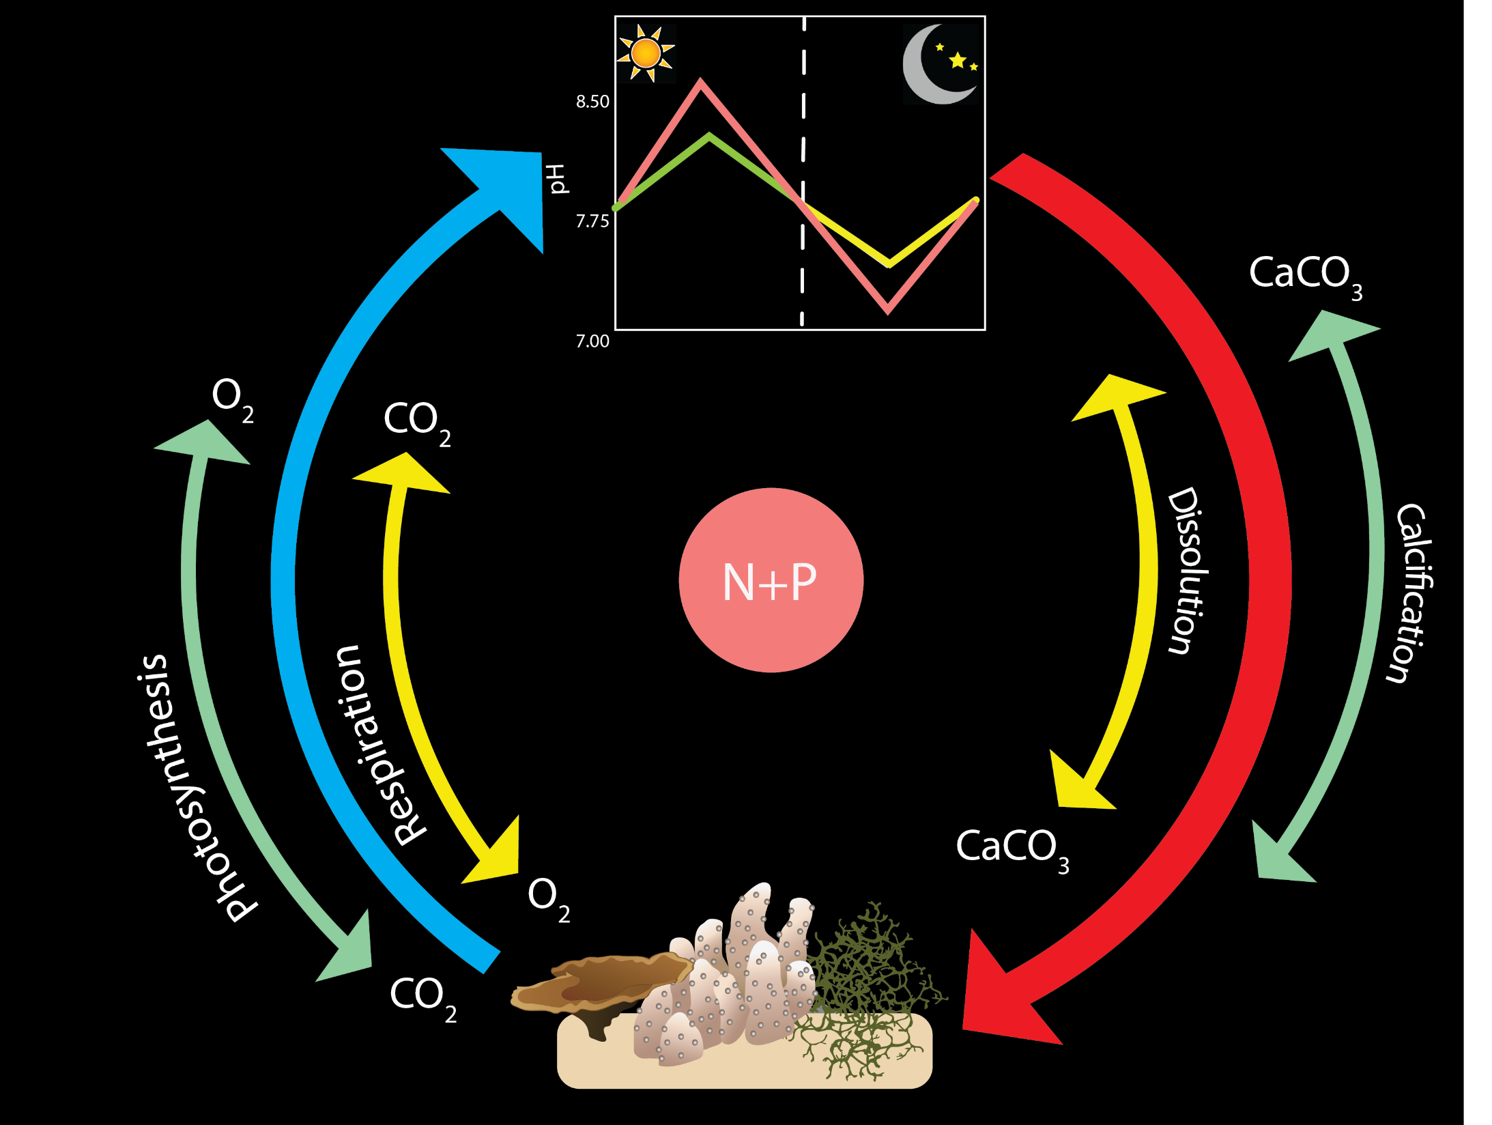 8.50
pH
7.75
7.00
CaCO3
O2
CO2
Dissolution
Calcification
N+P
Respiration
Photosynthesis
CaCO3
O2
CO2